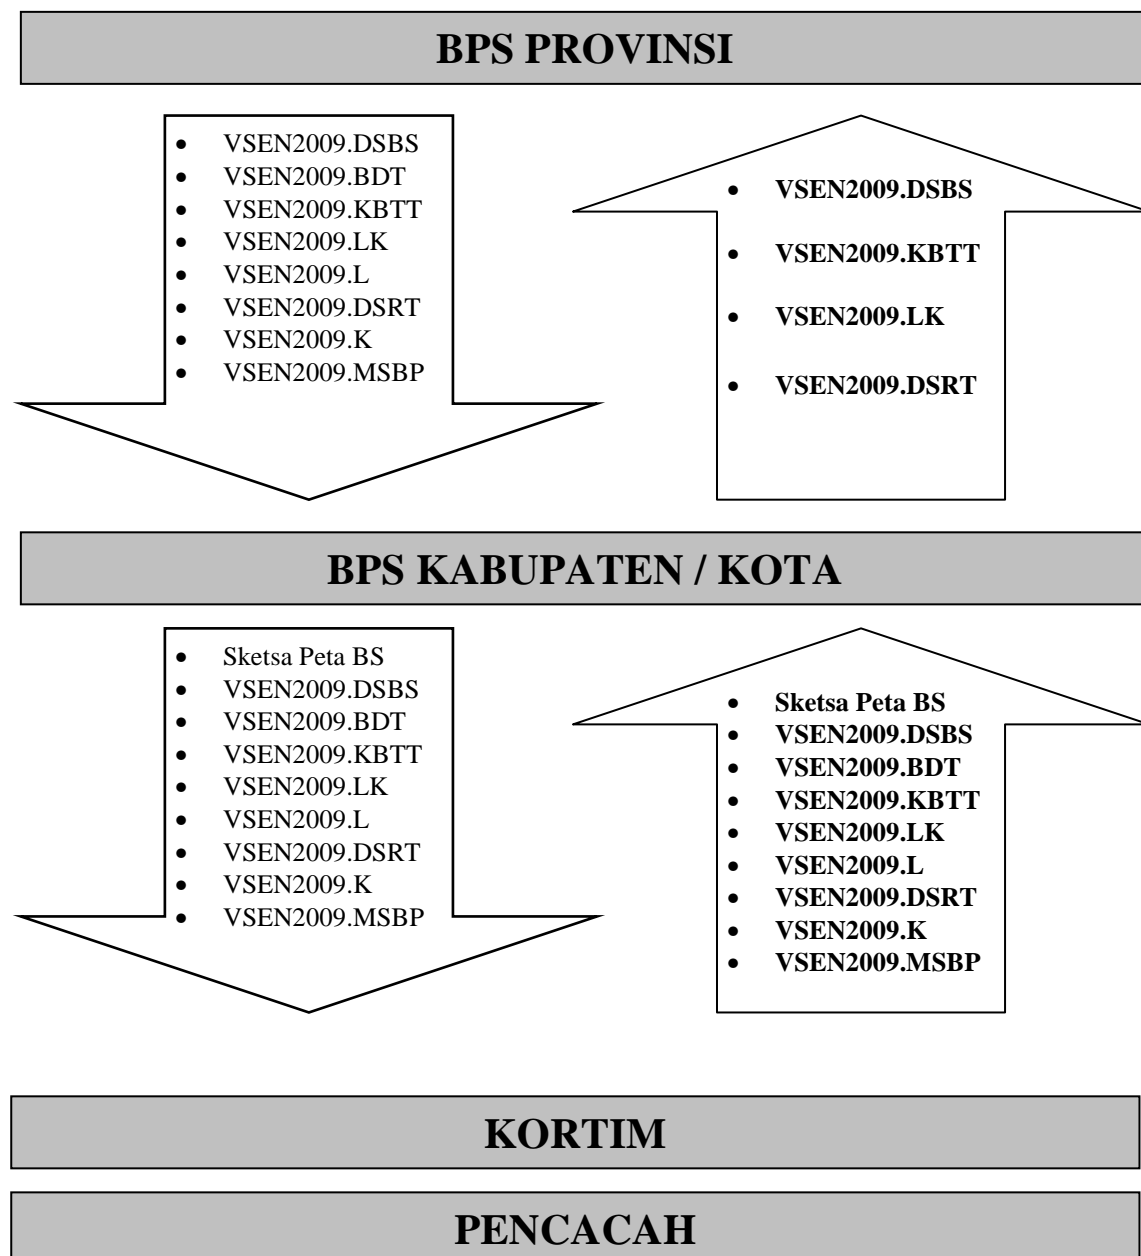 BPS PROVINSI
• VSEN2009.DSBS
• VSEN2009.BDT
• VSEN2009.KBTT
• VSEN2009.LK
• VSEN2009.L
• VSEN2009.DSRT
• VSEN2009.K
• VSEN2009.MSBP
• VSEN2009.DSBS
• VSEN2009.KBTT
• VSEN2009.LK
• VSEN2009.DSRT
BPS KABUPATEN / KOTA
• Sketsa Peta BS
• VSEN2009.DSBS
• VSEN2009.BDT
• VSEN2009.KBTT
• VSEN2009.LK
• VSEN2009.L
• VSEN2009.DSRT
• VSEN2009.K
• VSEN2009.MSBP
• Sketsa Peta BS
• VSEN2009.DSBS
• VSEN2009.BDT
• VSEN2009.KBTT
• VSEN2009.LK
• VSEN2009.L
• VSEN2009.DSRT
• VSEN2009.K
• VSEN2009.MSBP
KORTIM
PENCACAH